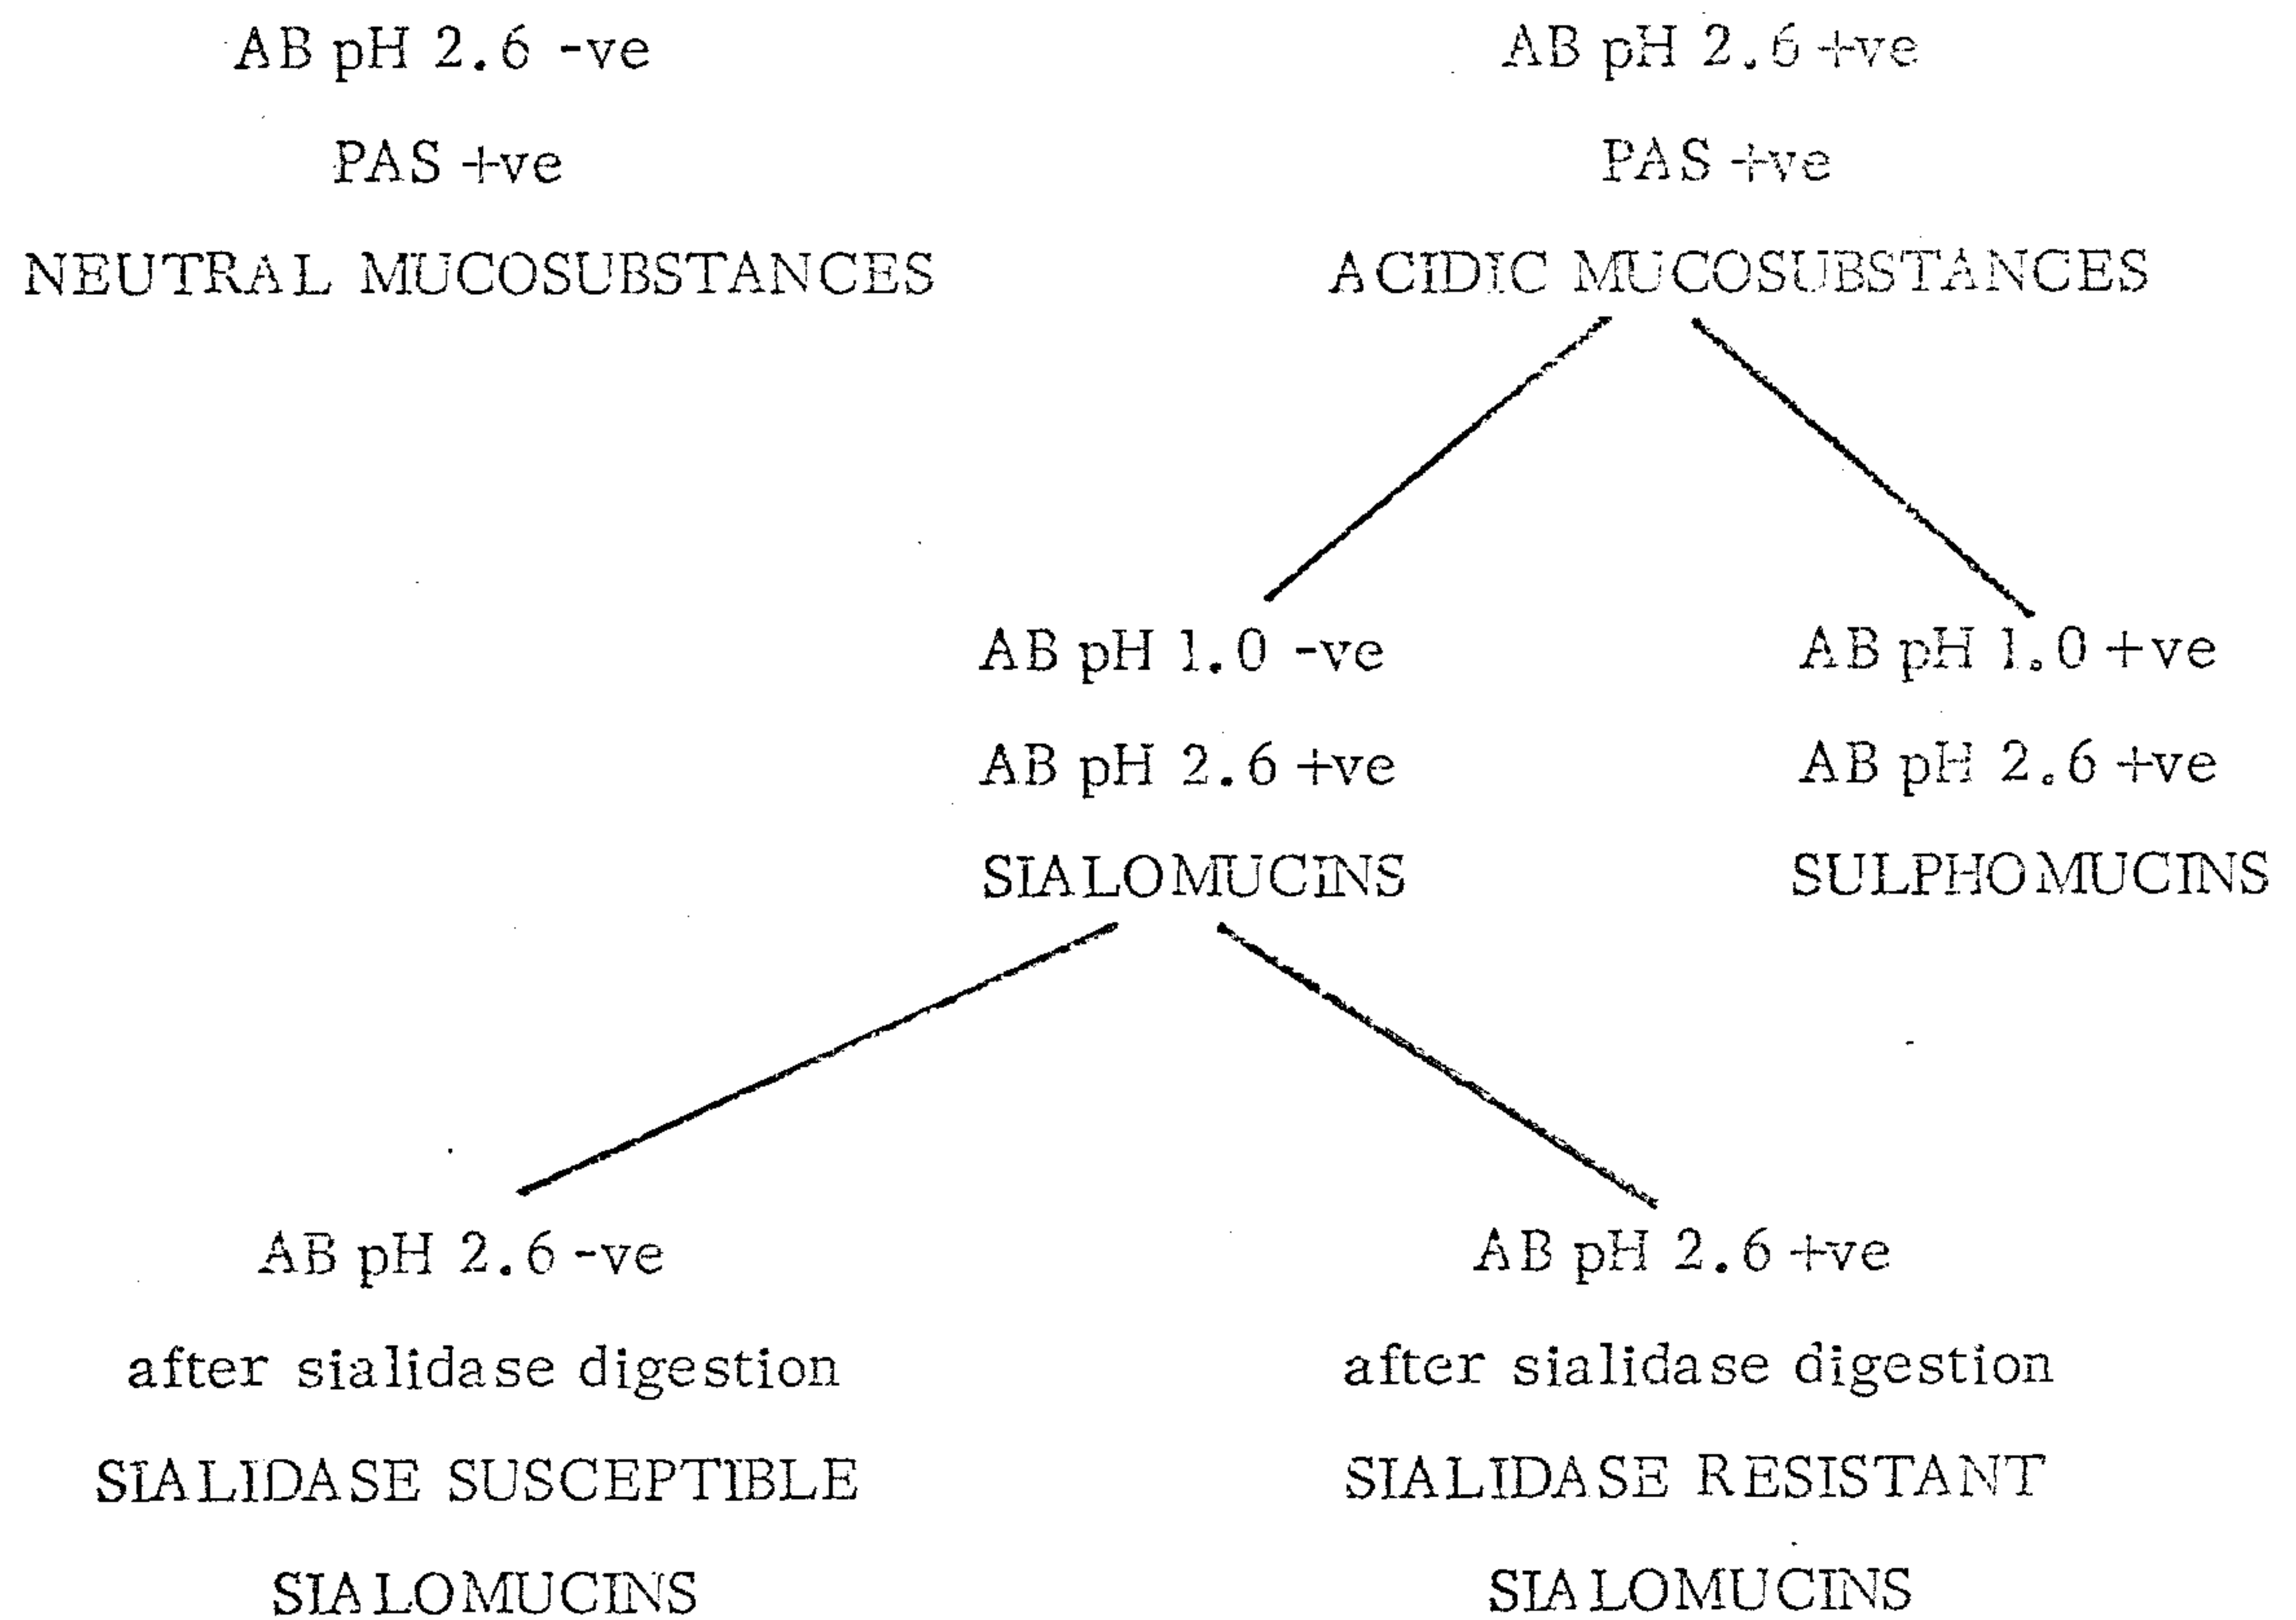 AB pH 2.6 -ve
PAS +ve
NEUTRAL MUCOSUBSTANCES
AB pH 2.6 +ve
PAS +ve
ACIDIC MUCOSUBSTANCES
AB pH 1.0 -ve
AB pH 2.6 +ve
SIALOMUCINS
AB pH 1.0 +ve
AB pH 2.6 +ve
SULPHOMUCINS
AB pH 2.6 -ve
after sialidase digestion
SIALIDASE SUSCEPTIBLE
SIALOMUCINS
AB pH 2.6 +ve
after sialidase digestion
SIALIDASE RESISTANT
SIALOMUCINS